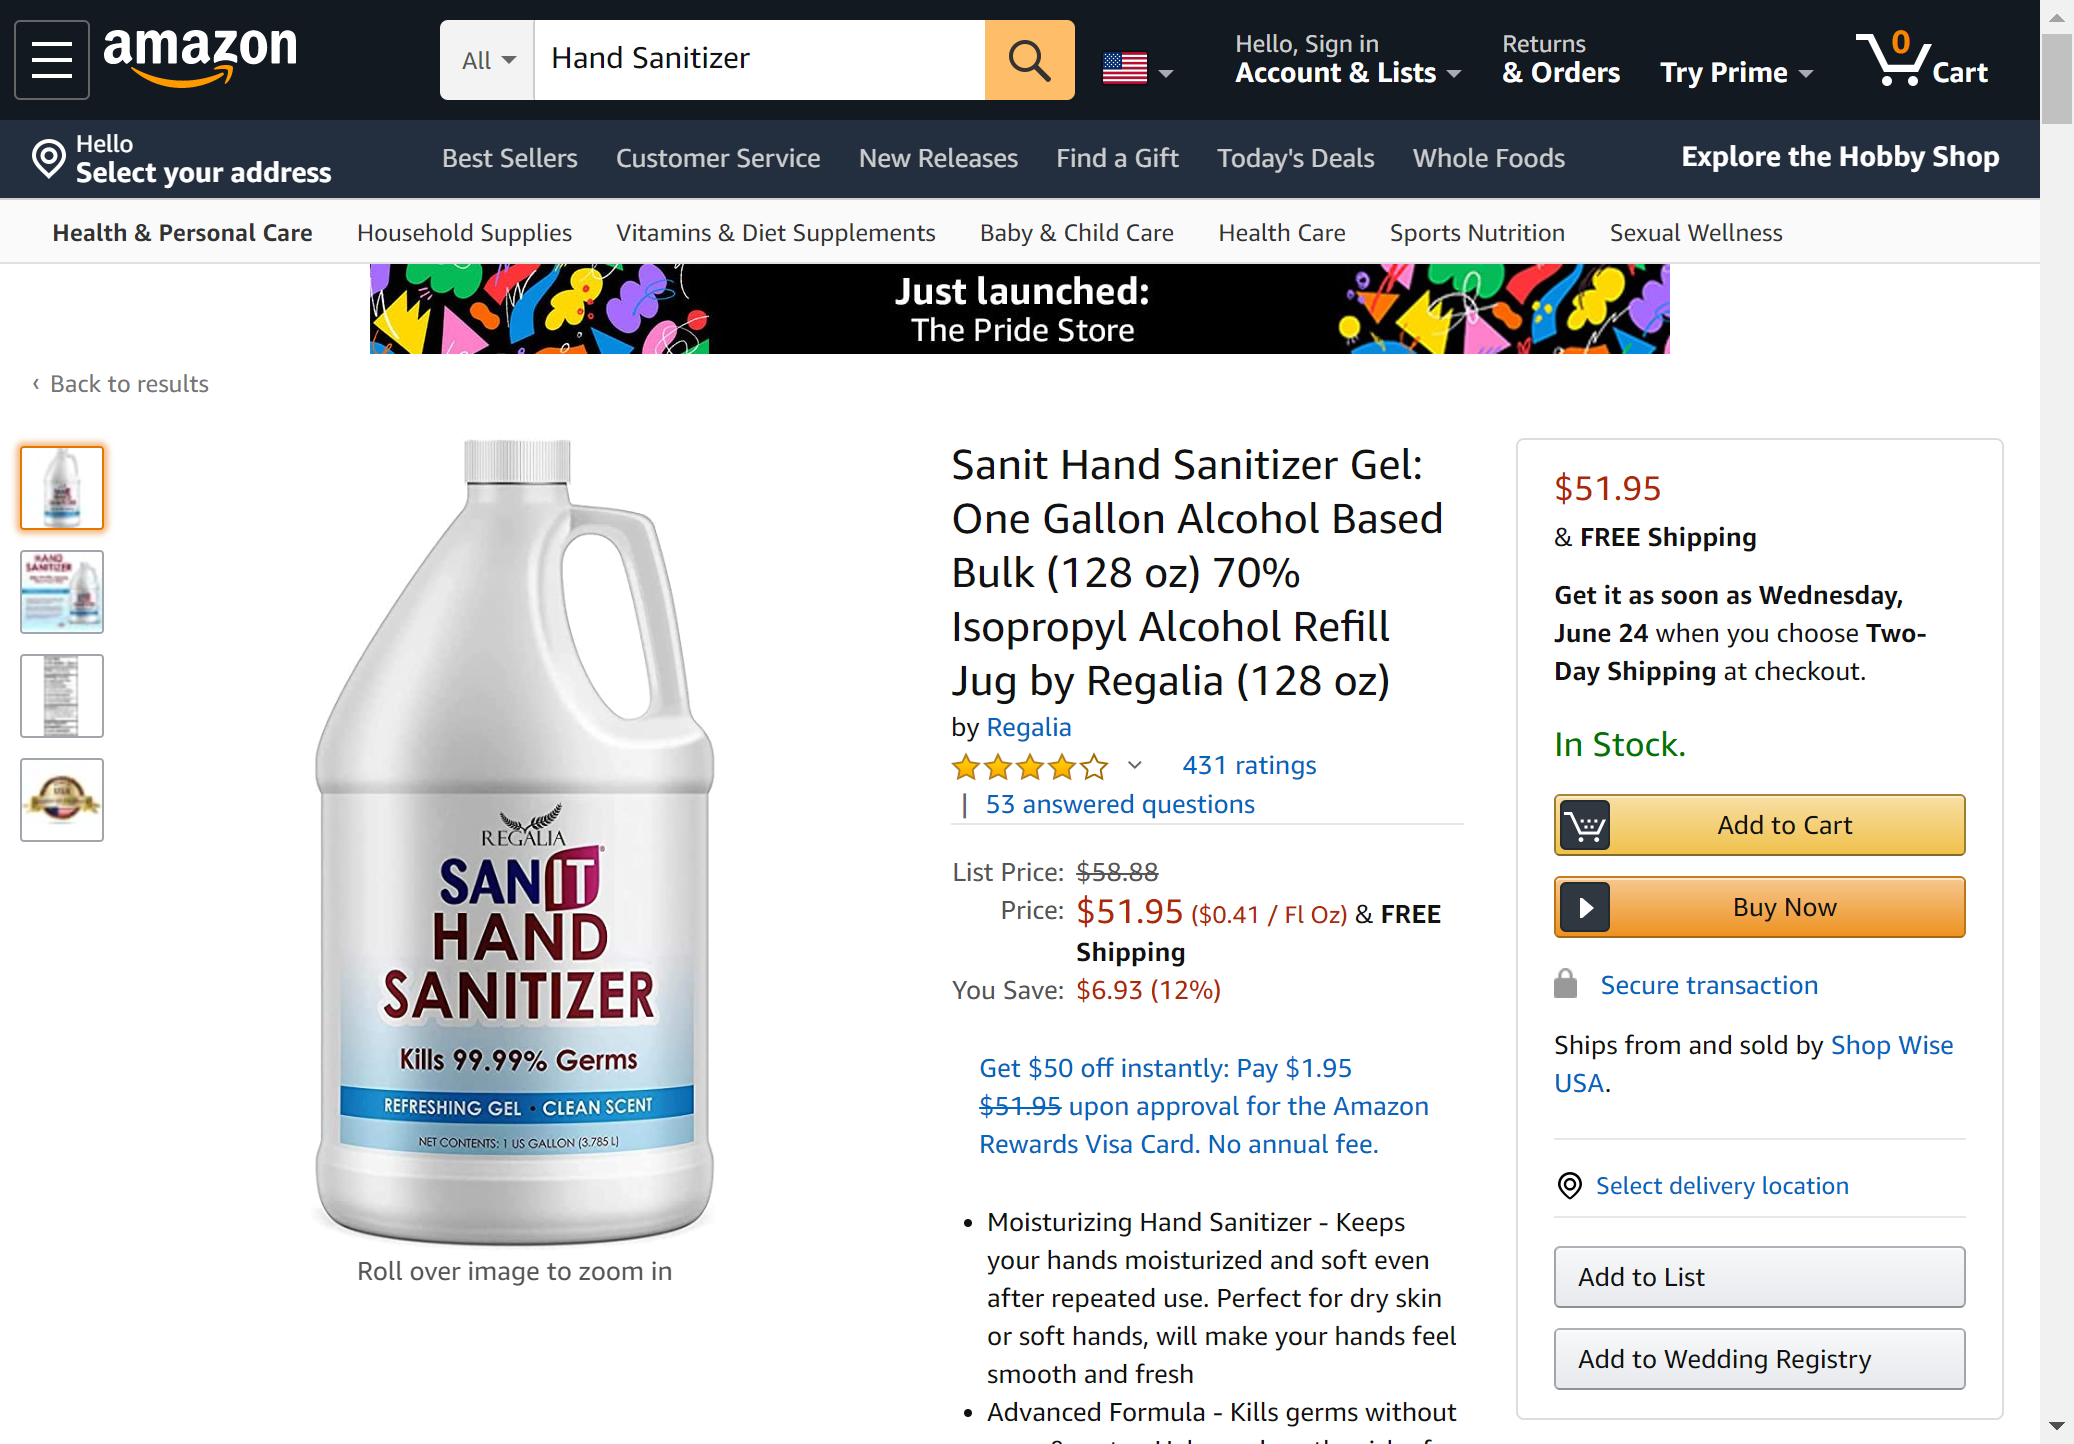 amazon
All
Hand Sanitizer
Hello, Sign in
Account & Lists
Returns
& Orders
Try Prime
0
Cart
Hello
Select your address
Best Sellers
Customer Service
New Releases
Find a Gift
Today's Deals
Whole Foods
Explore the Hobby Shop
Health & Personal Care
Household Supplies
Vitamins & Diet Supplements
Baby & Child Care
Health Care
Sports Nutrition
Sexual Wellness
Just launched:
The Pride Store
‹ Back to results
HAND
SANITIZER
REGALIA
SANIT®
HAND
SANITIZER
Kills 99.99% Germs
REFRESHING GEL • CLEAN SCENT
NET CONTENTS: 1 US GALLON (3.785 L)
Roll over image to zoom in
Sanit Hand Sanitizer Gel:
One Gallon Alcohol Based
Bulk (128 oz) 70%
Isopropyl Alcohol Refill
Jug by Regalia (128 oz)
by Regalia
431 ratings
| 53 answered questions
List Price: $58.88
Price: $51.95 ($0.41 / Fl Oz) & FREE
Shipping
You Save: $6.93 (12%)
Get $50 off instantly: Pay $1.95
$51.95 upon approval for the Amazon
Rewards Visa Card. No annual fee.
• Moisturizing Hand Sanitizer - Keeps
your hands moisturized and soft even
after repeated use. Perfect for dry skin
or soft hands, will make your hands feel
smooth and fresh
• Advanced Formula - Kills germs without
$51.95
& FREE Shipping
Get it as soon as Wednesday,
June 24 when you choose Two-
Day Shipping at checkout.
In Stock.
Add to Cart
Buy Now
Secure transaction
Ships from and sold by Shop Wise
USA.
Select delivery location
Add to List
Add to Wedding Registry